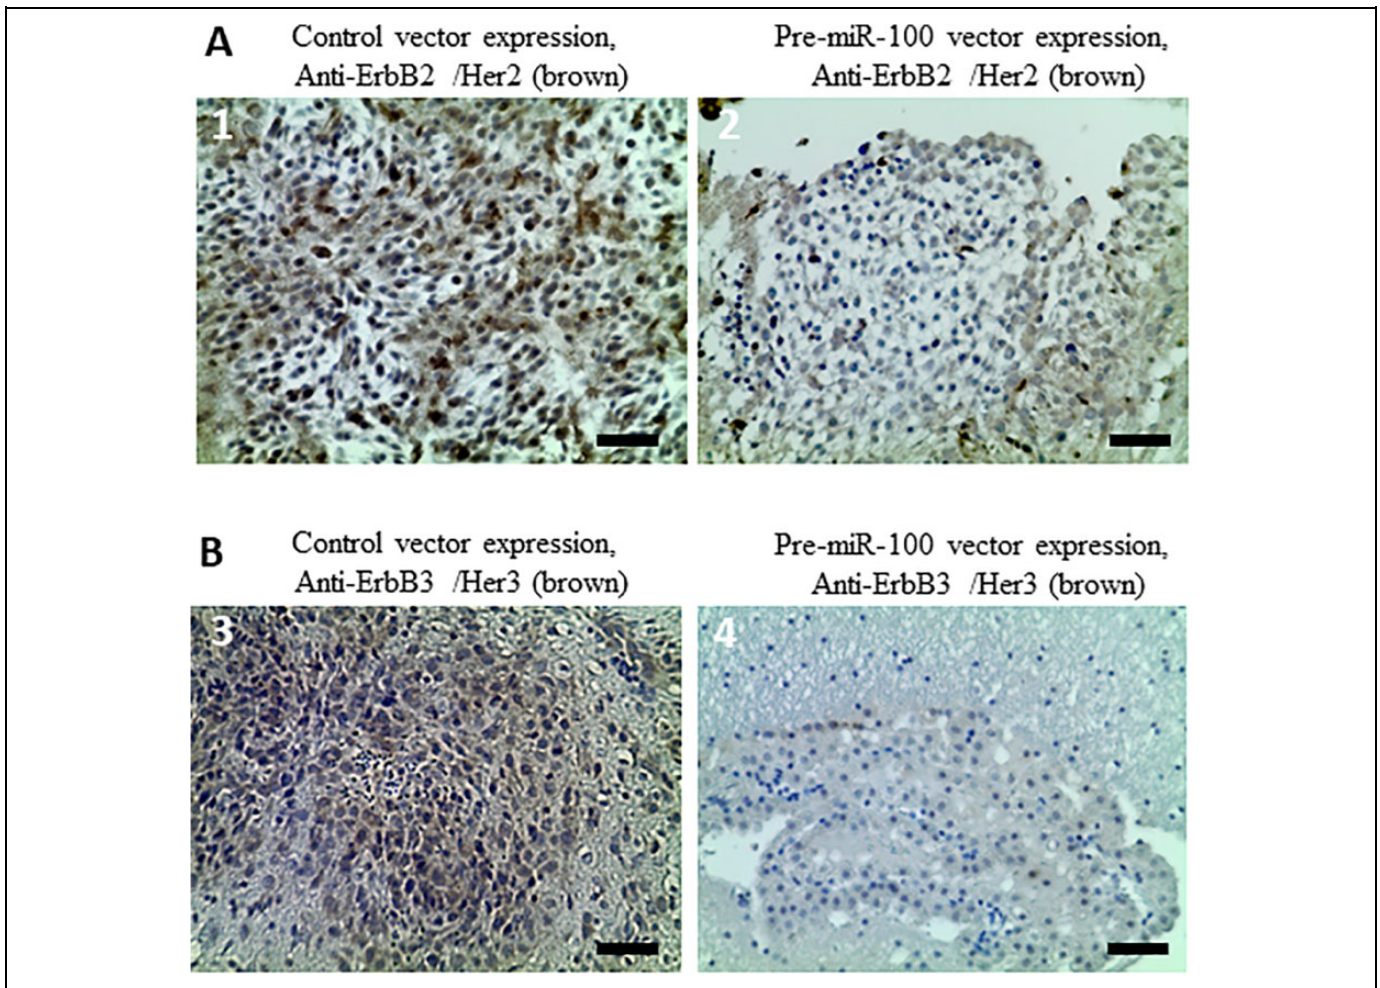 A
Control vector expression,
Anti-ErbB2 /Her2 (brown)
Pre-miR-100 vector expression,
Anti-ErbB2 /Her2 (brown)
1
2
B
Control vector expression,
Anti-ErbB3 /Her3 (brown)
Pre-miR-100 vector expression,
Anti-ErbB3 /Her3 (brown)
3
4